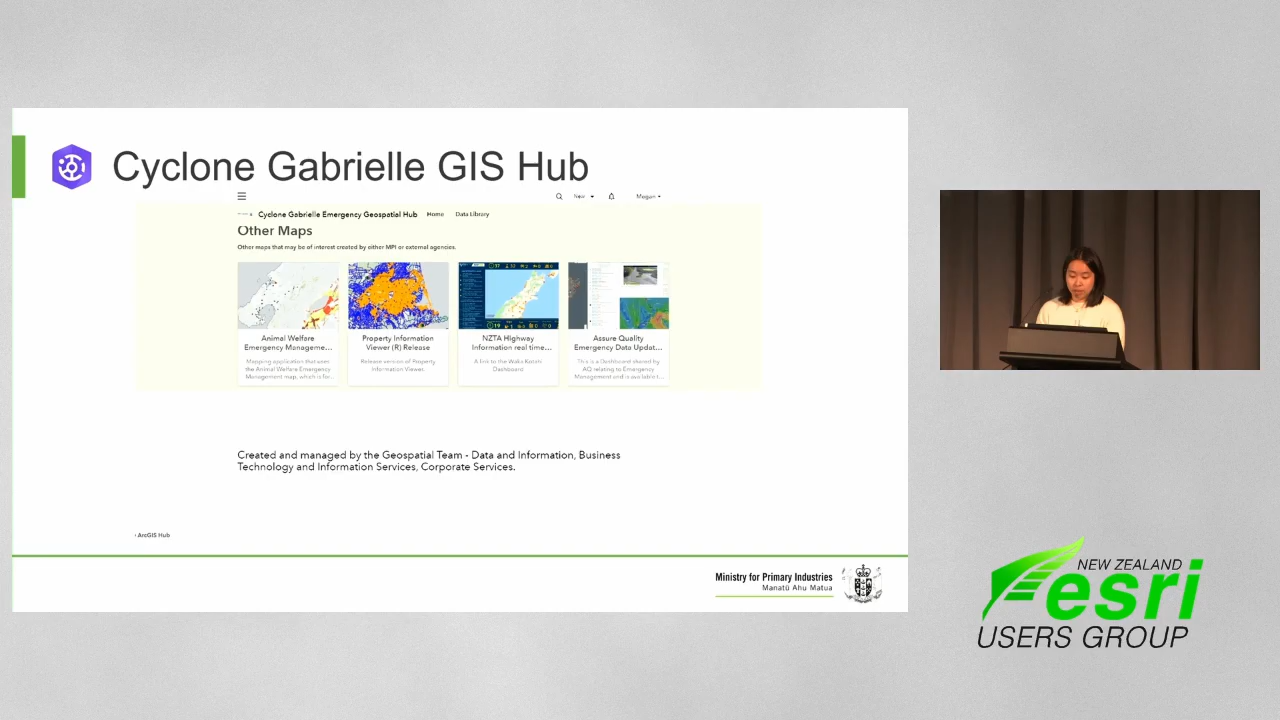 Cyclone Gabrielle GIS Hub
New
Megan
Cyclone Gabrielle Emergency Geospatial Hub
Home
Data Library
Other Maps
Other maps that may be of interest created by either MPI or external agencies.
Animal Welfare
Emergency Manageme...
Mapping application that uses
the Animal Welfare Emergency
Management map, which is for...
Property Information
Viewer (R) Release
Release version of Property
Information Viewer.
NZTA Highway
Information real time...
A link to the Waka Kotahi
Dashboard
Assure Quality
Emergency Data Updat...
This is a Dashboard shared by
AQ relating to Emergency
Management and is available t...
Created and managed by the Geospatial Team - Data and Information, Business
Technology and Information Services, Corporate Services.
‹ ArcGIS Hub
Ministry for Primary Industries
Manatū Ahu Matua
NEW ZEALAND
esri
USERS GROUP